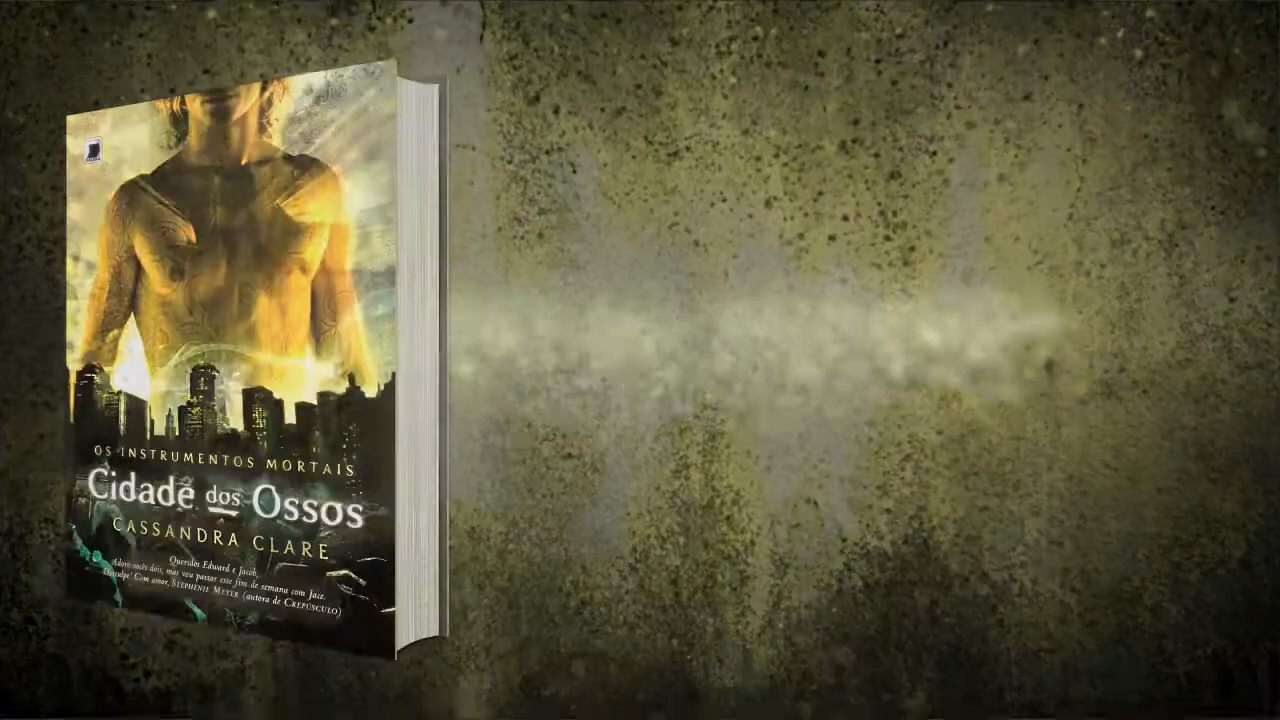 OS INSTRUMENTOS MORTAIS
Cidade dos Ossos
CASSANDRA CLARE
Queridos Edward e Jacob,
Adoro vocês dois, mas vou passar esse fim de semana com Jace.
Desculpe! Com amor, STEPHENIE MEYER (autora de CREPÚSCULO)